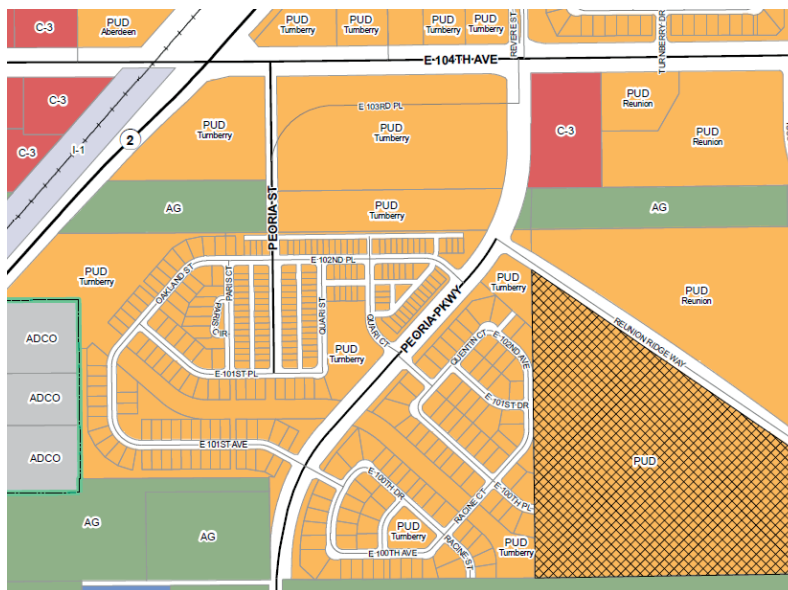 C-3
PUD
Aberdeen
PUD
Turnberry
PUD
Turnberry
PUD
Turnberry
PUD
Turnberry
REVERE ST
TURNBERRY DR
E 104TH AVE
C-3
C-3
I-1
2
PUD
Turnberry
E 103RD PL
PUD
Turnberry
C-3
PUD
Reunion
PUD
Reunion
AG
PEORIA ST
PUD
Turnberry
AG
PUD
Turnberry
OAKLAND ST
PARIS CT
E 102ND PL
PARIS C
IR
QUARI ST
QUARI CT
PUD
Turnberry
PEORIA PKWY
PUD
Turnberry
PUD
Reunion
REUNION RIDGE WAY
QUENTIN CT
E 102ND AVE
E 101ST DR
ADCO
ADCO
ADCO
E 101ST PL
E 101ST AVE
PUD
E 100TH DR
RACINE CT
E 100TH PL
AG
AG
PUD
Turnberry
E 100TH AVE
RACINE ST
PUD
Turnberry